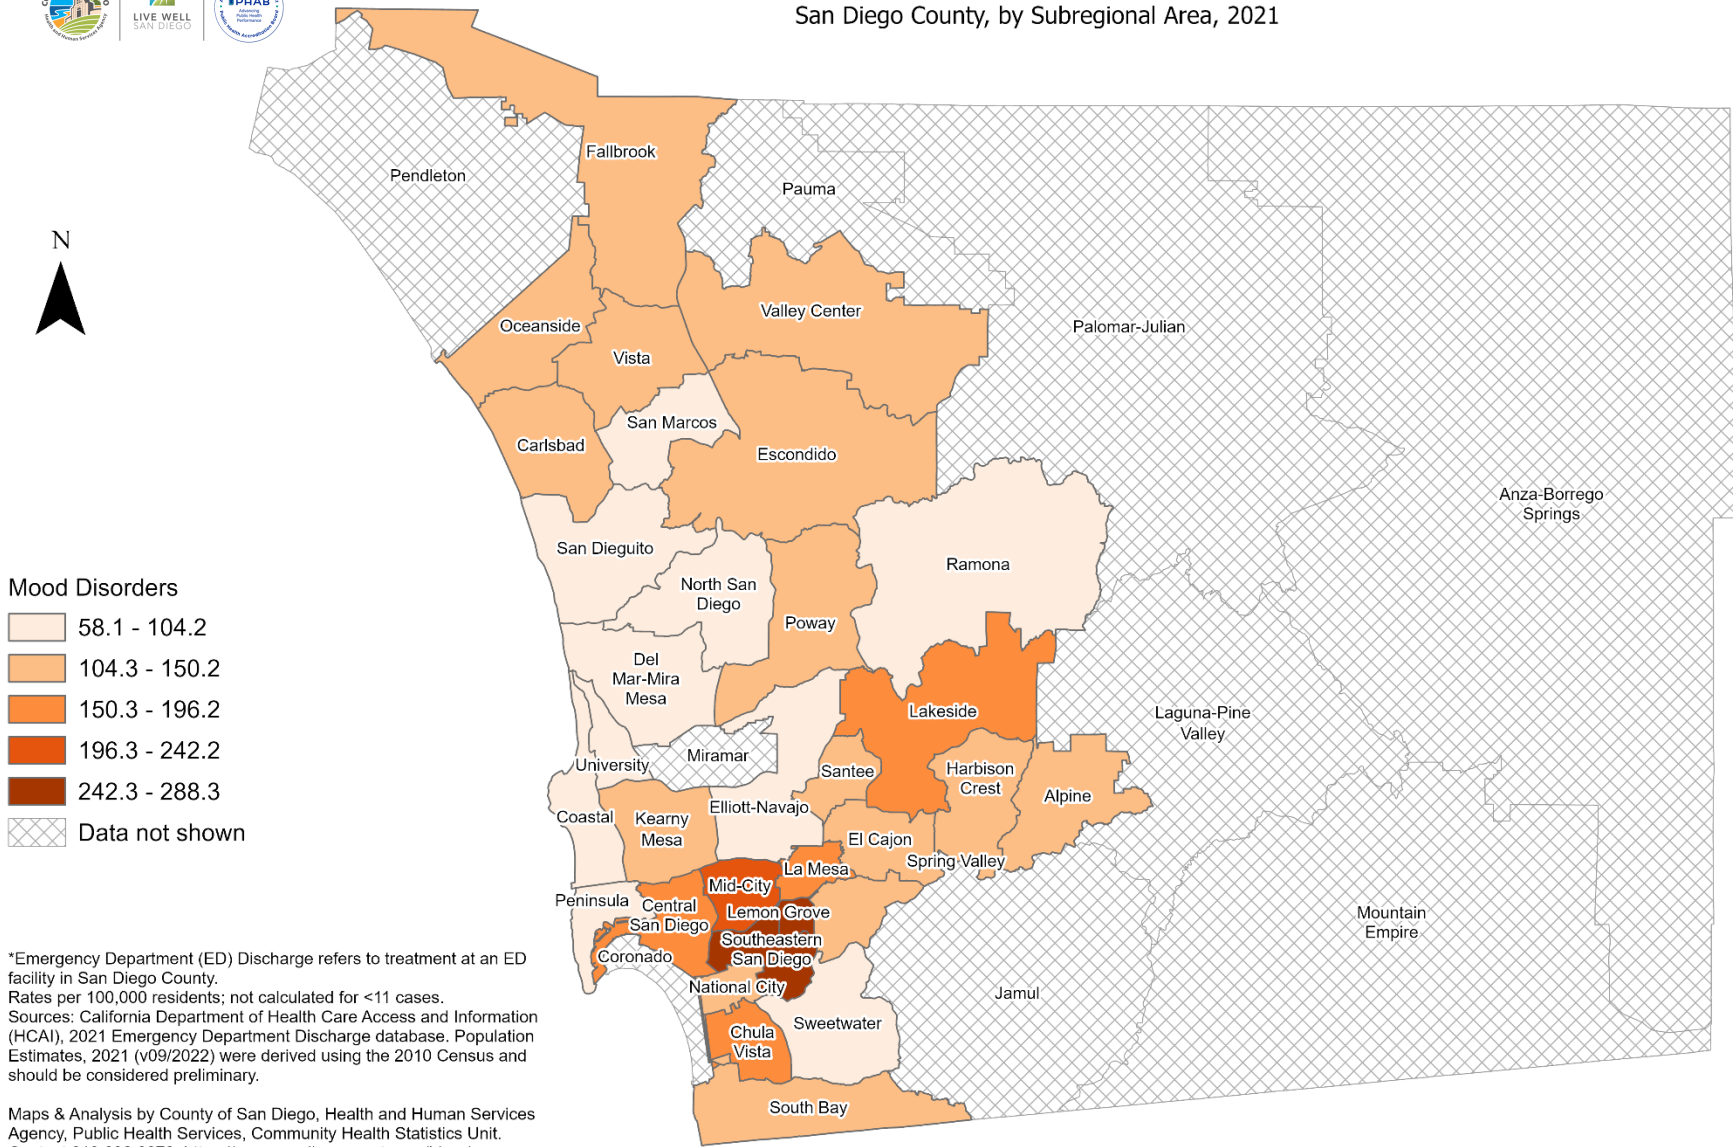 PHAB
Advancing
Public Health
Performance
LIVE WELL
SAN DIEGO
San Diego County, by Subregional Area, 2021
Fallbrook
Pendleton
Pauma
N
Valley Center
Oceanside
Palomar-Julian
Vista
San Marcos
Carlsbad
Escondido
Anza-Borrego
Springs
San Dieguito
Ramona
North San
Diego
Poway
Del
Mar-Mira
Mesa
Lakeside
Laguna-Pine
Valley
Miramar
University
Santee
Harbison
Crest
Alpine
Elliott-Navajo
Coastal
Kearny
Mesa
El Cajon
Spring Valley
La Mesa
Mid-City
Peninsula
Central
San Diego
Lemon Grove
Mountain
Empire
Southeastern
San Diego
Coronado
National City
Jamul
Sweetwater
Chula
Vista
South Bay
Mood Disorders
58.1 - 104.2
104.3 - 150.2
150.3 - 196.2
196.3 - 242.2
242.3 - 288.3
Data not shown
*Emergency Department (ED) Discharge refers to treatment at an ED
facility in San Diego County.
Rates per 100,000 residents; not calculated for <11 cases.
Sources: California Department of Health Care Access and Information
(HCAI), 2021 Emergency Department Discharge database. Population
Estimates, 2021 (v09/2022) were derived using the 2010 Census and
should be considered preliminary.
Maps & Analysis by County of San Diego, Health and Human Services
Agency, Public Health Services, Community Health Statistics Unit.